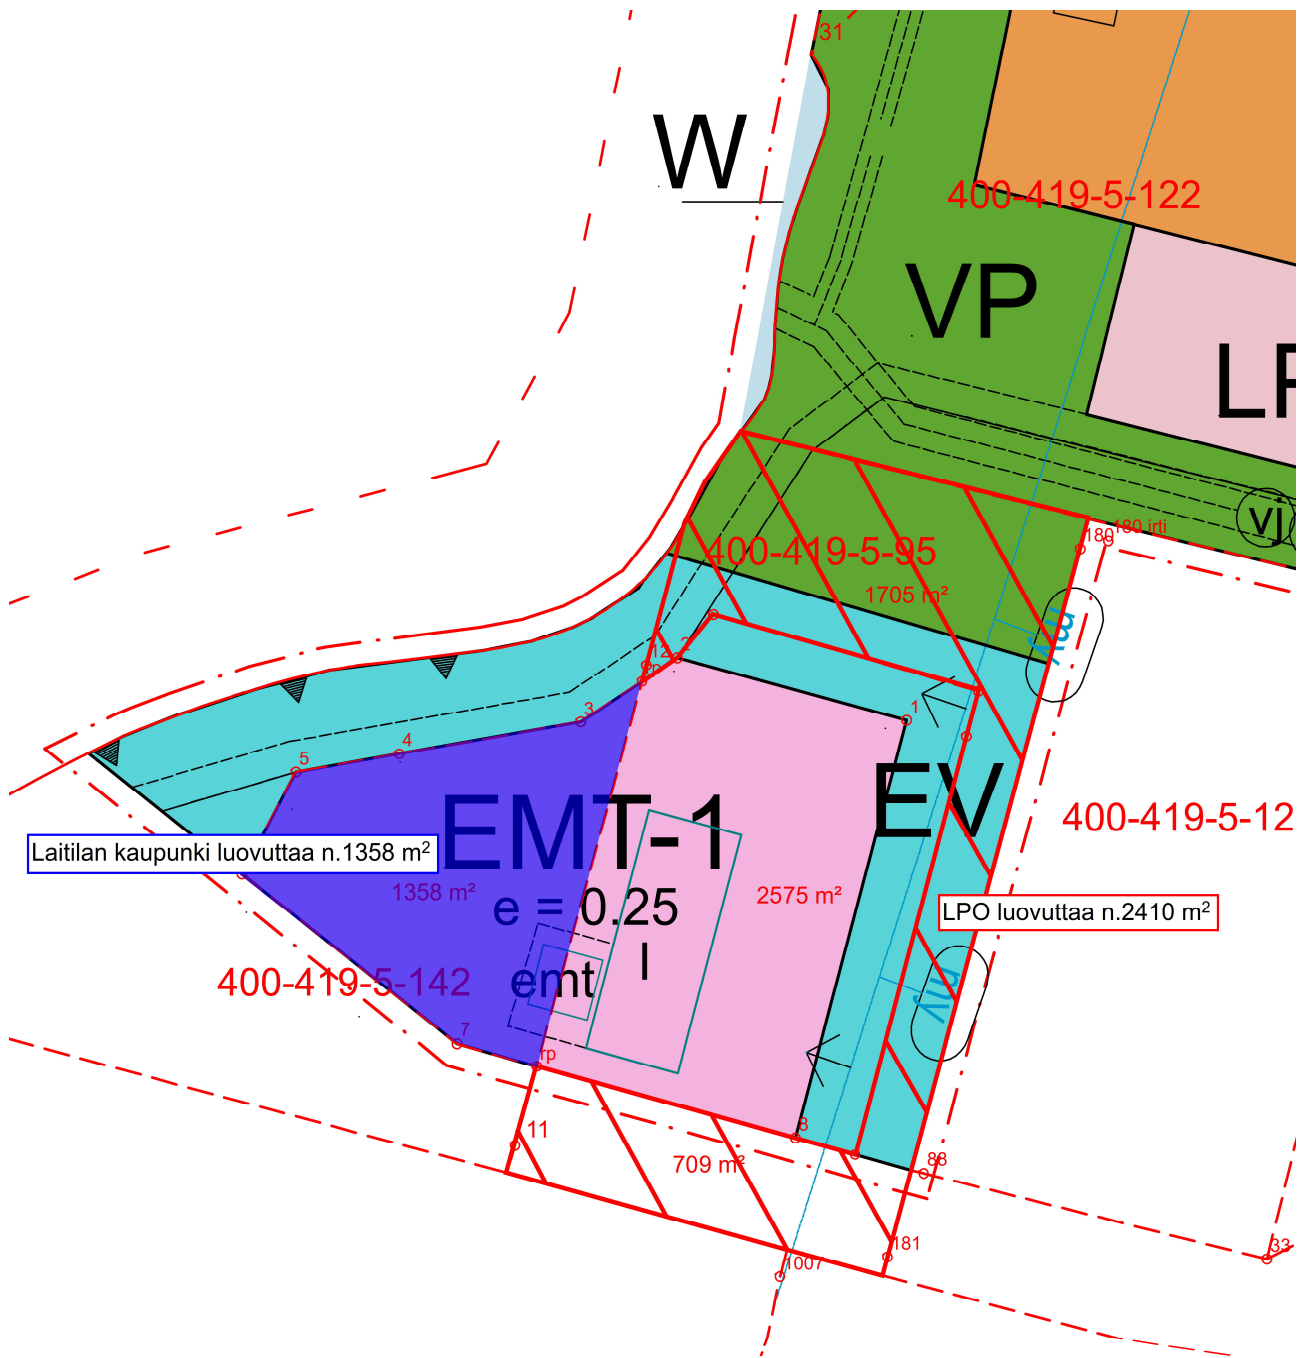 31
W
400-419-5-122
VP
LP
vj
180
180 irti
400-419-5-95
1705 m²
my
12
rp
2
3
1
4
5
EMT-1
EV
400-419-5-12
Laitilan kaupunki luovuttaa n.1358 m²
1358 m²
e = 0.25
2575 m²
LPO luovuttaa n.2410 m²
I
400-419-5-142
emt
my
7
rp
11
8
709 m²
88
181
33
1007